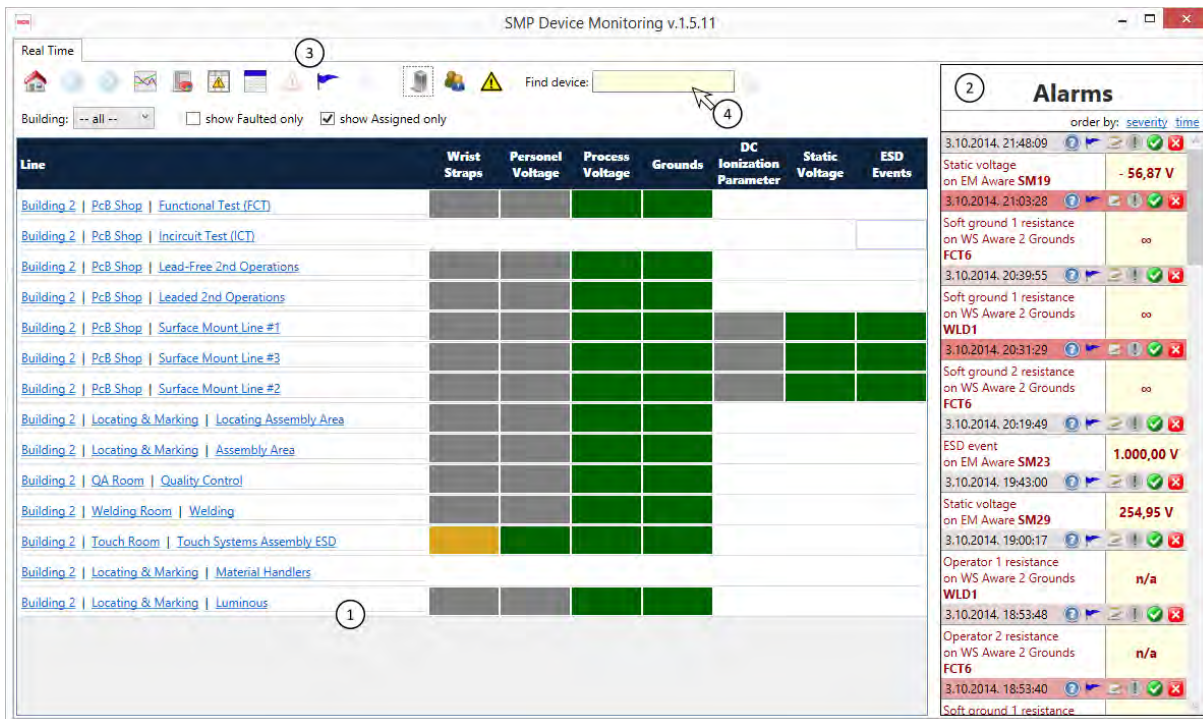 SMP Device Monitoring v.1.5.11
Real Time
3
Find device:
4
Building: -- all -- show Faulted only show Assigned only
Line Wrist Straps Personel Voltage Process Voltage Grounds DC Ionization Parameter Static Voltage ESD Events
Building 2 | PcB Shop | Functional Test (FCT)
Building 2 | PcB Shop | Incircuit Test (ICT)
Building 2 | PcB Shop | Lead-Free 2nd Operations
Building 2 | PcB Shop | Leaded 2nd Operations
Building 2 | PcB Shop | Surface Mount Line #1
Building 2 | PcB Shop | Surface Mount Line #3
Building 2 | PcB Shop | Surface Mount Line #2
Building 2 | Locating & Marking | Locating Assembly Area
Building 2 | Locating & Marking | Assembly Area
Building 2 | QA Room | Quality Control
Building 2 | Welding Room | Welding
Building 2 | Touch Room | Touch Systems Assembly ESD
Building 2 | Locating & Marking | Material Handlers
Building 2 | Locating & Marking | Luminous
1
2 Alarms
order by: severity time
3.10.2014. 21:48:09
Static voltage
on EM Aware SM19
- 56,87 V
3.10.2014. 21:03:28
Soft ground 1 resistance
on WS Aware 2 Grounds
FCT6
∞
3.10.2014. 20:39:55
Soft ground 1 resistance
on WS Aware 2 Grounds
WLD1
∞
3.10.2014. 20:31:29
Soft ground 2 resistance
on WS Aware 2 Grounds
FCT6
∞
3.10.2014. 20:19:49
ESD event
on EM Aware SM23
1.000,00 V
3.10.2014. 19:43:00
Static voltage
on EM Aware SM29
254,95 V
3.10.2014. 19:00:17
Operator 1 resistance
on WS Aware 2 Grounds
WLD1
n/a
3.10.2014. 18:53:48
Operator 2 resistance
on WS Aware 2 Grounds
FCT6
n/a
3.10.2014. 18:53:40
Soft ground 1 resistance